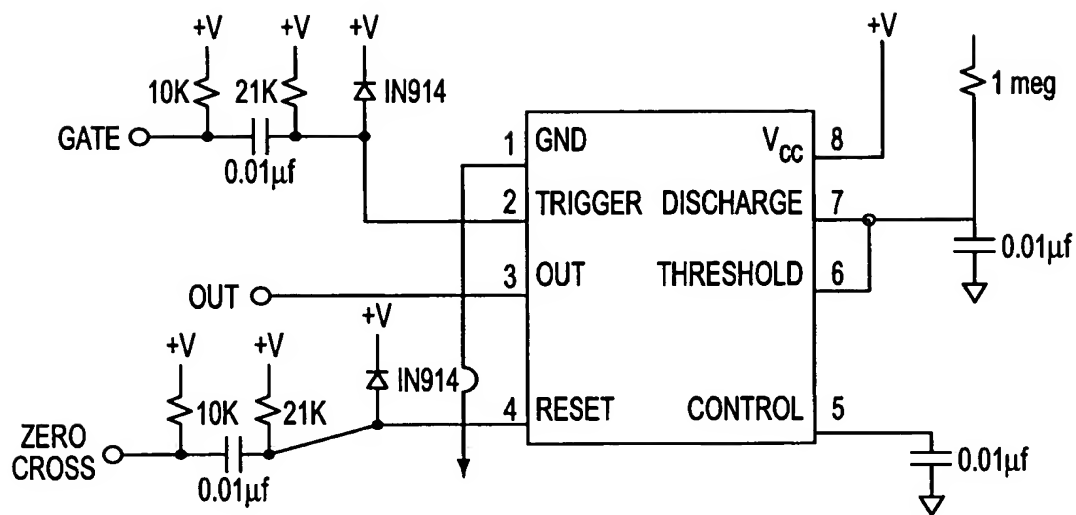 +V +V +V +V
10K 21K IN914 1 meg
GATE 0.01µf
1 GND V_CC 8
2 TRIGGER DISCHARGE 7
0.01µf
3 OUT THRESHOLD 6
OUT
+V +V +V
10K 21K IN914
4 RESET CONTROL 5
ZERO
CROSS
0.01µf 0.01µf